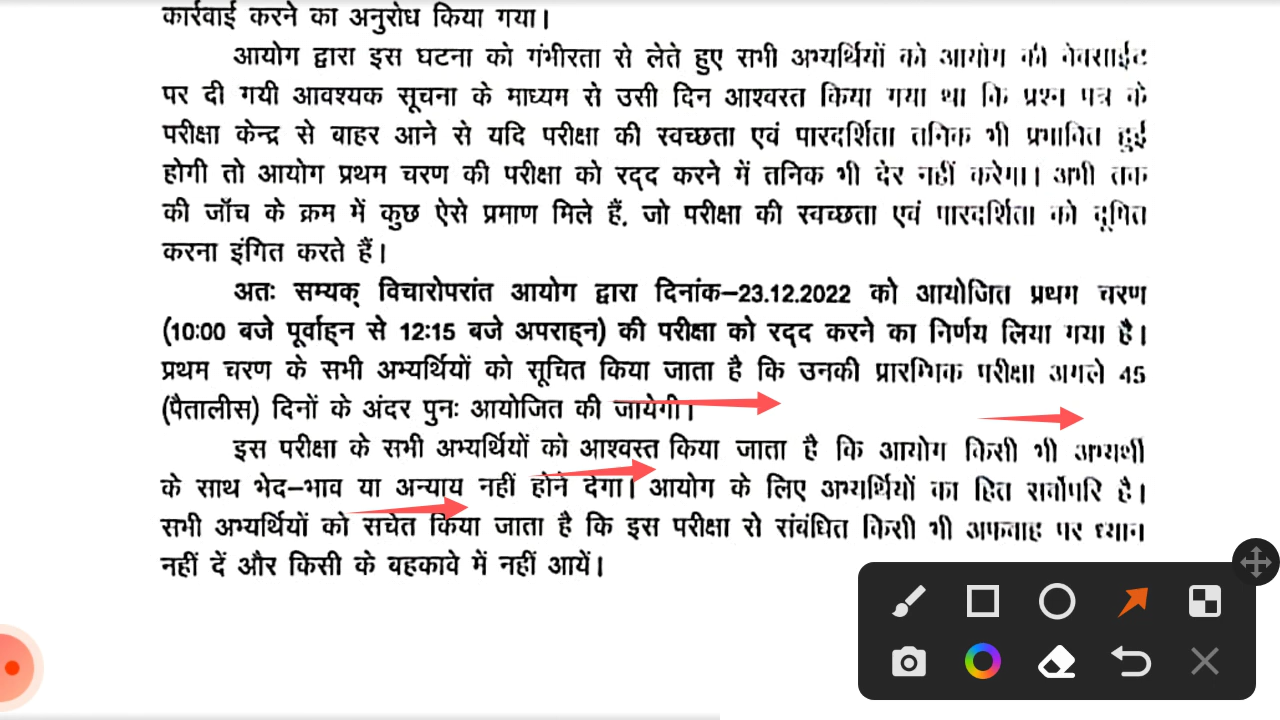 कार्रवाई करने का अनुरोध किया गया।
आयोग द्वारा इस घटना को गंभीरता से लेते हुए सभी अभ्यर्थियों को आयोग की वेबसाईट
पर दी गयी आवश्यक सूचना के माध्यम से उसी दिन आश्वस्त किया गया था कि प्रश्न पत्र के
परीक्षा केन्द्र से बाहर आने से यदि परीक्षा की स्वच्छता एवं पारदर्शिता तनिक भी प्रभावित हुई
होगी तो आयोग प्रथम चरण की परीक्षा को रद्द करने में तनिक भी देर नहीं करेगा। अभी तक
की जॉच के क्रम में कुछ ऐसे प्रमाण मिले हैं, जो परीक्षा की स्वच्छता एवं पारदर्शिता को दूषित
करना इंगित करते हैं।
अतः सम्यक् विचारोपरांत आयोग द्वारा दिनांक–23.12.2022 को आयोजित प्रथम चरण
(10:00 बजे पूर्वाह्न से 12:15 बजे अपराह्न) की परीक्षा को रद्द करने का निर्णय लिया गया है।
प्रथम चरण के सभी अभ्यर्थियों को सूचित किया जाता है कि उनकी प्रारम्भिक परीक्षा अगले 45
(पैतालीस) दिनों के अंदर पुनः आयोजित की जायेगी।
इस परीक्षा के सभी अभ्यर्थियों को आश्वस्त किया जाता है कि आयोग किसी भी अभ्यर्थी
के साथ भेद–भाव या अन्याय नहीं होने देगा। आयोग के लिए अभ्यर्थियों का हित सर्वोपरि है।
सभी अभ्यर्थियों को सचेत किया जाता है कि इस परीक्षा से संबंधित किसी भी अफवाह पर ध्यान
नहीं दें और किसी के बहकावे में नहीं आयें।